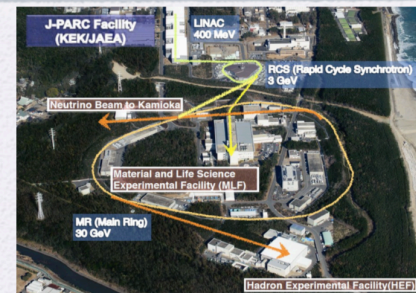 J-PARC Facility
(KEK/JAEA)
LINAC
400 MeV
RCS (Rapid Cycle Synchrotron)
3 GeV
Neutrino Beam to Kamioka
Material and Life Science
Experimental Facility (MLF)
MR (Main Ring)
30 GeV
Hadron Experimental Facility(HEF)